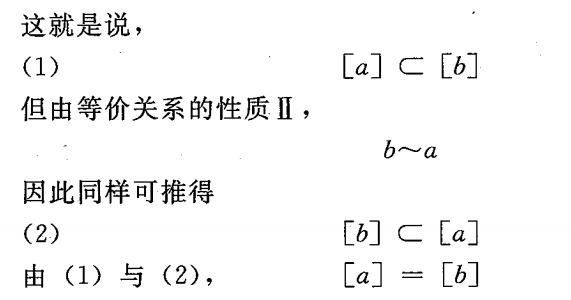 这就是说，
(1) [a] ⊂ [b]
但由等价关系的性质Ⅱ，
b～a
因此同样可推得
(2) [b] ⊂ [a]
由 (1) 与 (2)， [a] = [b]